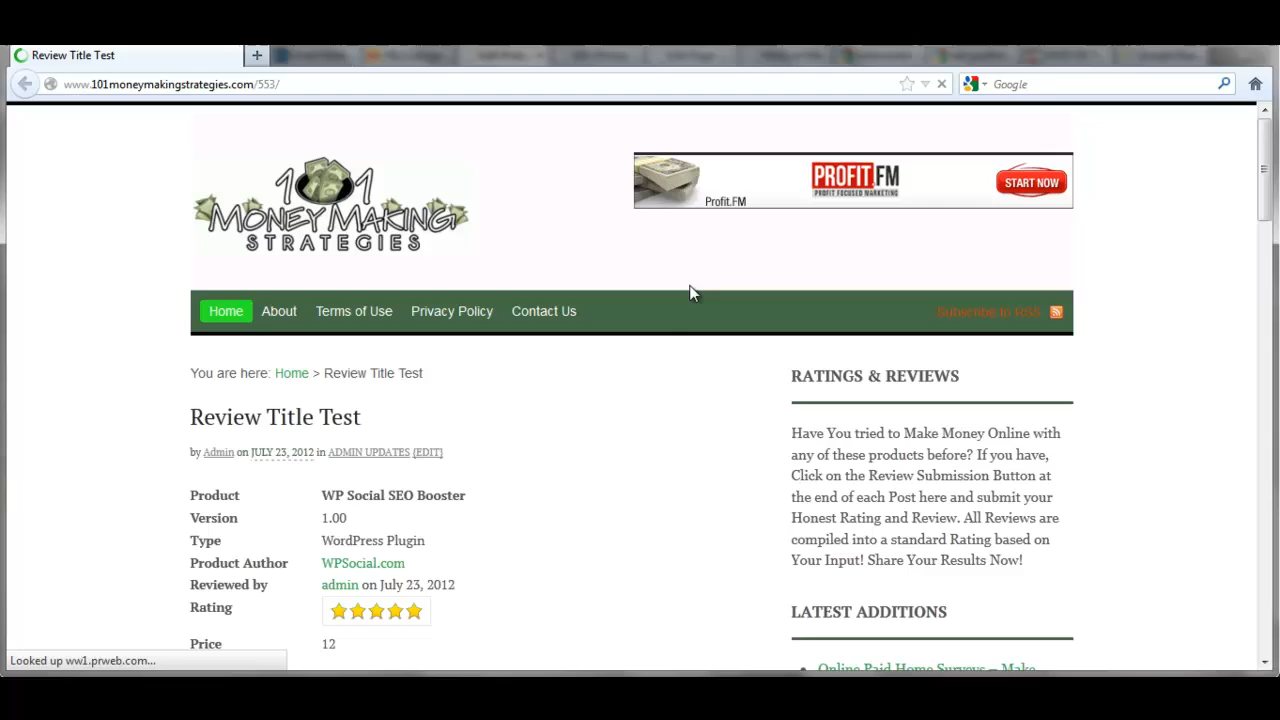 Review Title Test
www.101moneymakingstrategies.com/553/
Google
101
MONEY MAKING
STRATEGIES
PROFIT.FM
PROFIT FOCUSED MARKETING
Profit.FM
START NOW
Home About Terms of Use Privacy Policy Contact Us Subscribe to RSS
You are here: Home > Review Title Test
Review Title Test
by Admin on JULY 23, 2012 in ADMIN UPDATES [EDIT]
Product WP Social SEO Booster
Version 1.00
Type WordPress Plugin
Product Author WPSocial.com
Reviewed by admin on July 23, 2012
Rating
Price 12
RATINGS & REVIEWS
Have You tried to Make Money Online with
any of these products before? If you have,
Click on the Review Submission Button at
the end of each Post here and submit your
Honest Rating and Review. All Reviews are
compiled into a standard Rating based on
Your Input! Share Your Results Now!
LATEST ADDITIONS
Online Paid Home Surveys – Make
Looked up ww1.prweb.com...